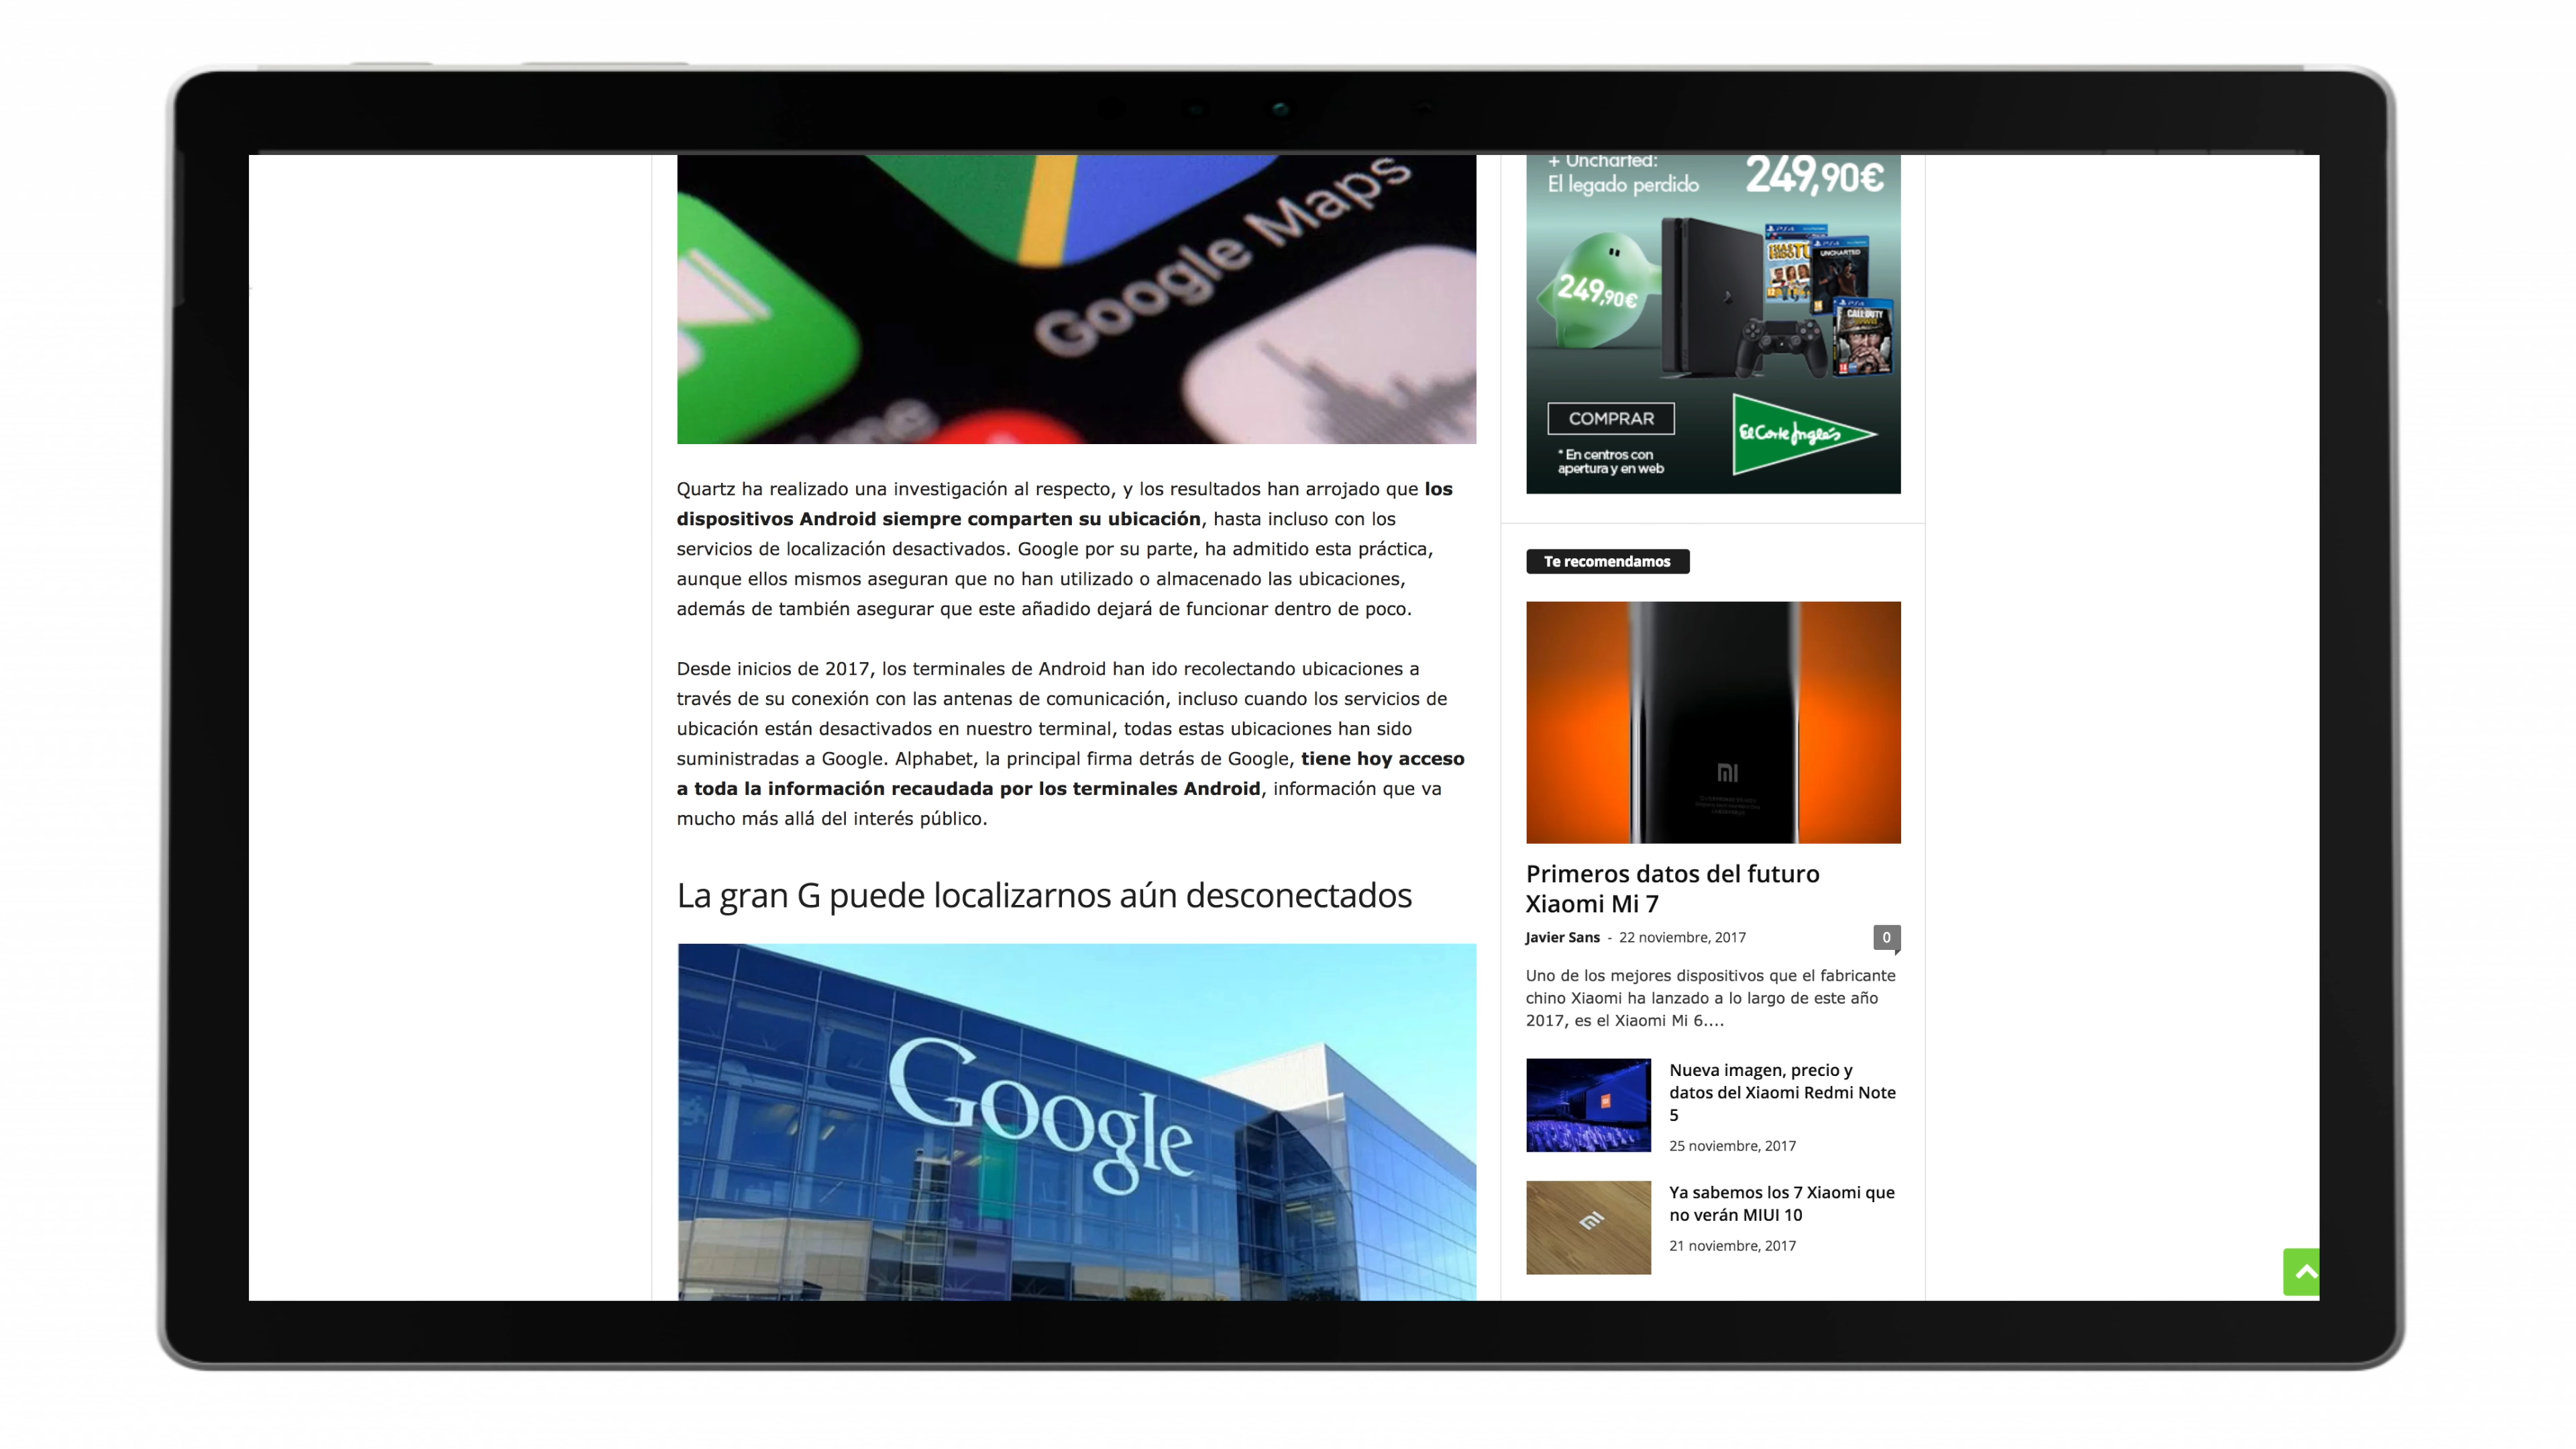 Google Maps
Quartz ha realizado una investigación al respecto, y los resultados han arrojado que los
dispositivos Android siempre comparten su ubicación, hasta incluso con los
servicios de localización desactivados. Google por su parte, ha admitido esta práctica,
aunque ellos mismos aseguran que no han utilizado o almacenado las ubicaciones,
además de también asegurar que este añadido dejará de funcionar dentro de poco.
Desde inicios de 2017, los terminales de Android han ido recolectando ubicaciones a
través de su conexión con las antenas de comunicación, incluso cuando los servicios de
ubicación están desactivados en nuestro terminal, todas estas ubicaciones han sido
suministradas a Google. Alphabet, la principal firma detrás de Google, tiene hoy acceso
a toda la información recaudada por los terminales Android, información que va
mucho más allá del interés público.
La gran G puede localizarnos aún desconectados
Google
+ Uncharted:
El legado perdido
249,90€
249,90€
PS4
PS4
UNCHARTED
PS4
CALL OF DUTY
COMPRAR
El Corte Inglés
* En centros con
apertura y en web
Te recomendamos
Primeros datos del futuro
Xiaomi Mi 7
Javier Sans - 22 noviembre, 2017
0
Uno de los mejores dispositivos que el fabricante
chino Xiaomi ha lanzado a lo largo de este año
2017, es el Xiaomi Mi 6....
Nueva imagen, precio y
datos del Xiaomi Redmi Note
5
25 noviembre, 2017
Ya sabemos los 7 Xiaomi que
no verán MIUI 10
21 noviembre, 2017